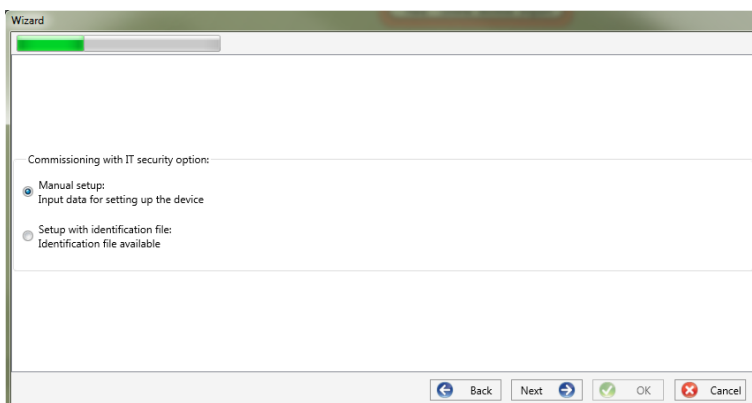 Wizard
Commissioning with IT security option:
Manual setup:
Input data for setting up the device
Setup with identification file:
Identification file available
Back Next OK Cancel